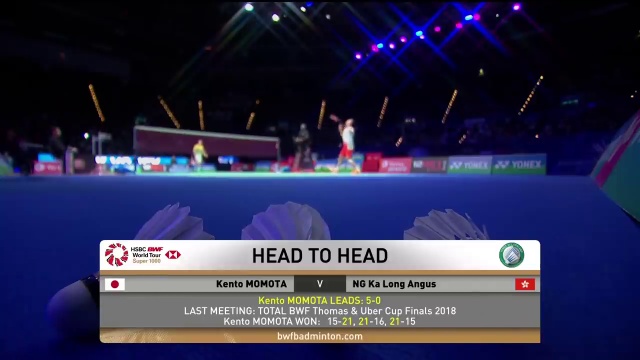 HSBC BWF
World Tour
Super 1000
HEAD TO HEAD
Kento MOMOTA V NG Ka Long Angus
Kento MOMOTA LEADS: 5-0
LAST MEETING: TOTAL BWF Thomas & Uber Cup Finals 2018
Kento MOMOTA WON: 15-21, 21-16, 21-15
bwfbadminton.com
YONEX YONEX